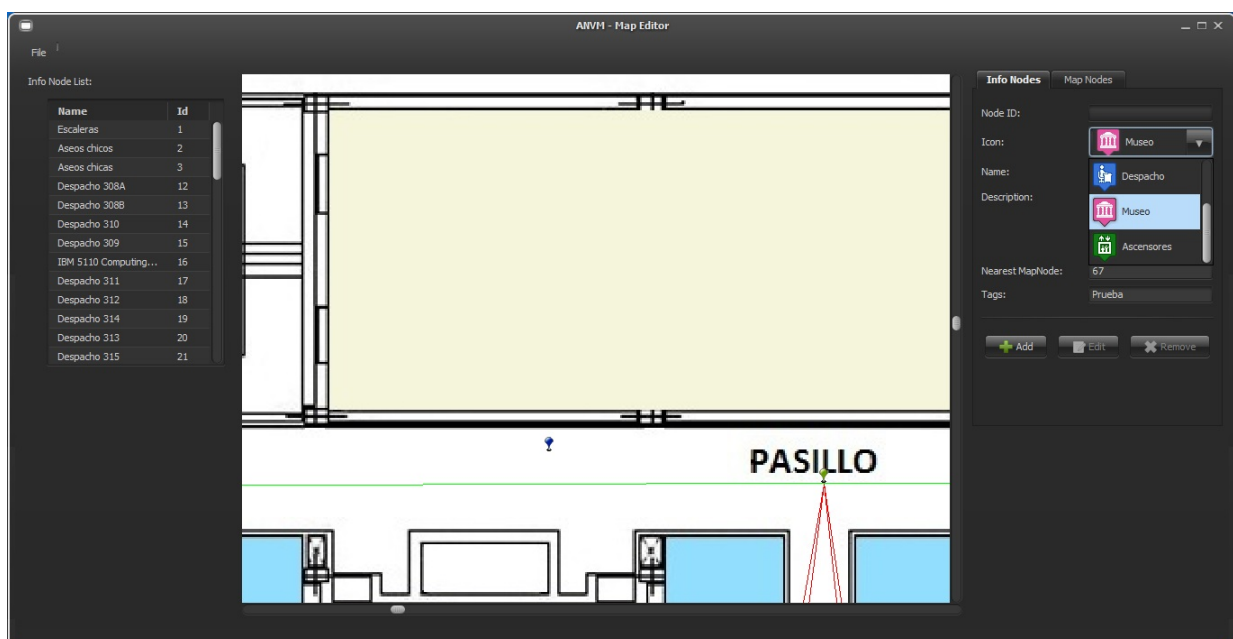 ANVM - Map Editor
File
Info Node List:
Name Id
Escaleras 1
Aseos chicos 2
Aseos chicas 3
Despacho 308A 12
Despacho 308B 13
Despacho 310 14
Despacho 309 15
IBM 5110 Computing... 16
Despacho 311 17
Despacho 312 18
Despacho 314 19
Despacho 313 20
Despacho 315 21
PASILLO
Info Nodes Map Nodes
Node ID:
Icon: Museo
Name:
Despacho
Description:
Museo
Ascensores
Nearest MapNode: 67
Tags: Prueba
Add Edit Remove